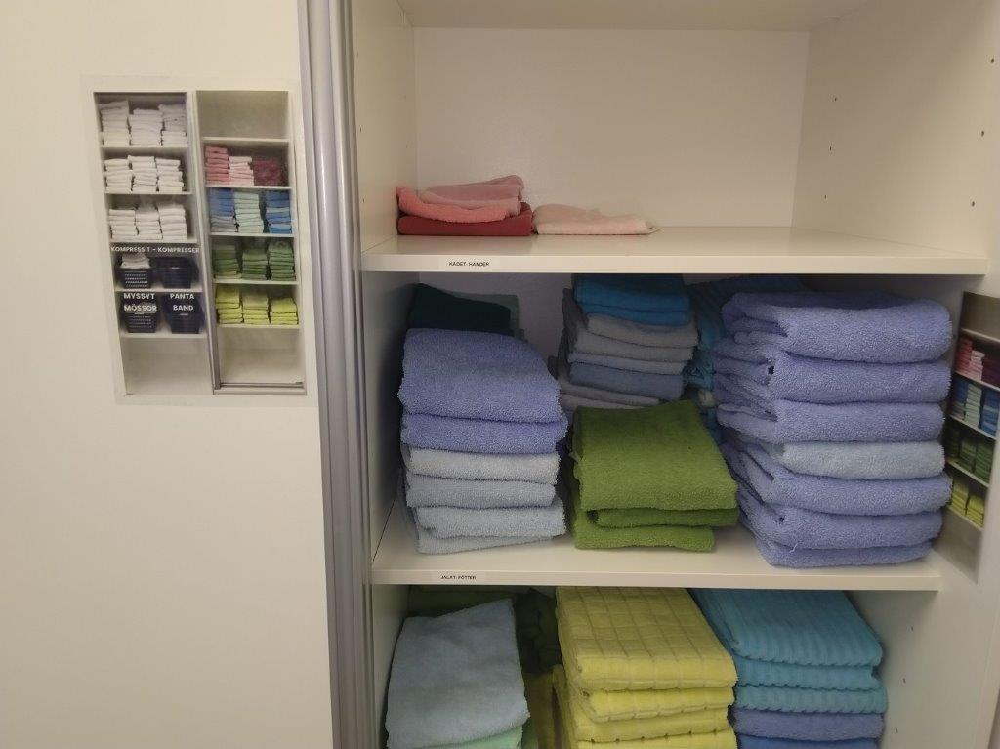 KOMPRESSIT - KOMPRESSER
MYSSYT
MÖSSOR
PANTA
BAND
KÄDET- HÄNDER
JALAT- FÖTTER